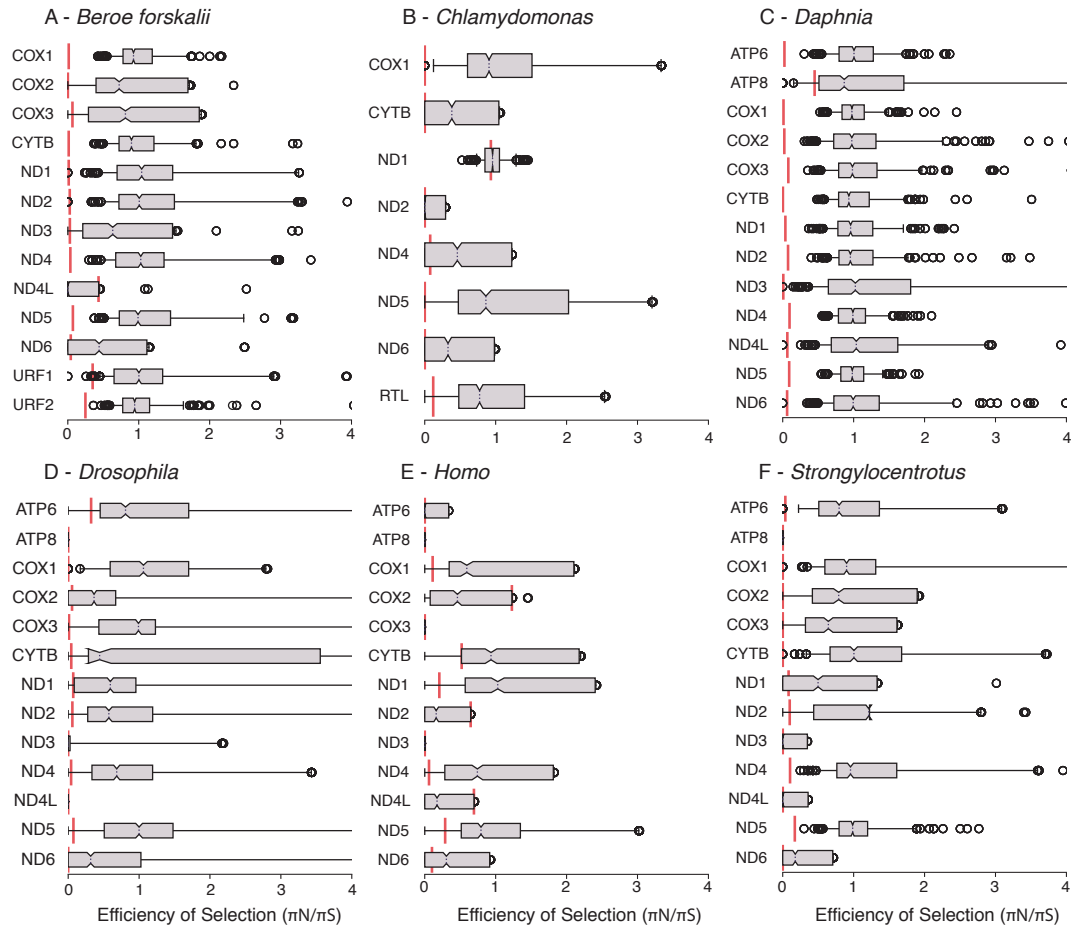 A - Beroe forskalii
COX1
COX2
COX3
CYTB
ND1
ND2
ND3
ND4
ND4L
ND5
ND6
URF1
URF2
0 1 2 3 4
B - Chlamydomonas
COX1
CYTB
ND1
ND2
ND4
ND5
ND6
RTL
0 1 2 3 4
C - Daphnia
ATP6
ATP8
COX1
COX2
COX3
CYTB
ND1
ND2
ND3
ND4
ND4L
ND5
ND6
0 1 2 3 4
D - Drosophila
ATP6
ATP8
COX1
COX2
COX3
CYTB
ND1
ND2
ND3
ND4
ND4L
ND5
ND6
0 1 2 3 4
Efficiency of Selection (πN/πS)
E - Homo
ATP6
ATP8
COX1
COX2
COX3
CYTB
ND1
ND2
ND3
ND4
ND4L
ND5
ND6
0 1 2 3 4
Efficiency of Selection (πN/πS)
F - Strongylocentrotus
ATP6
ATP8
COX1
COX2
COX3
CYTB
ND1
ND2
ND3
ND4
ND4L
ND5
ND6
0 1 2 3 4
Efficiency of Selection (πN/πS)